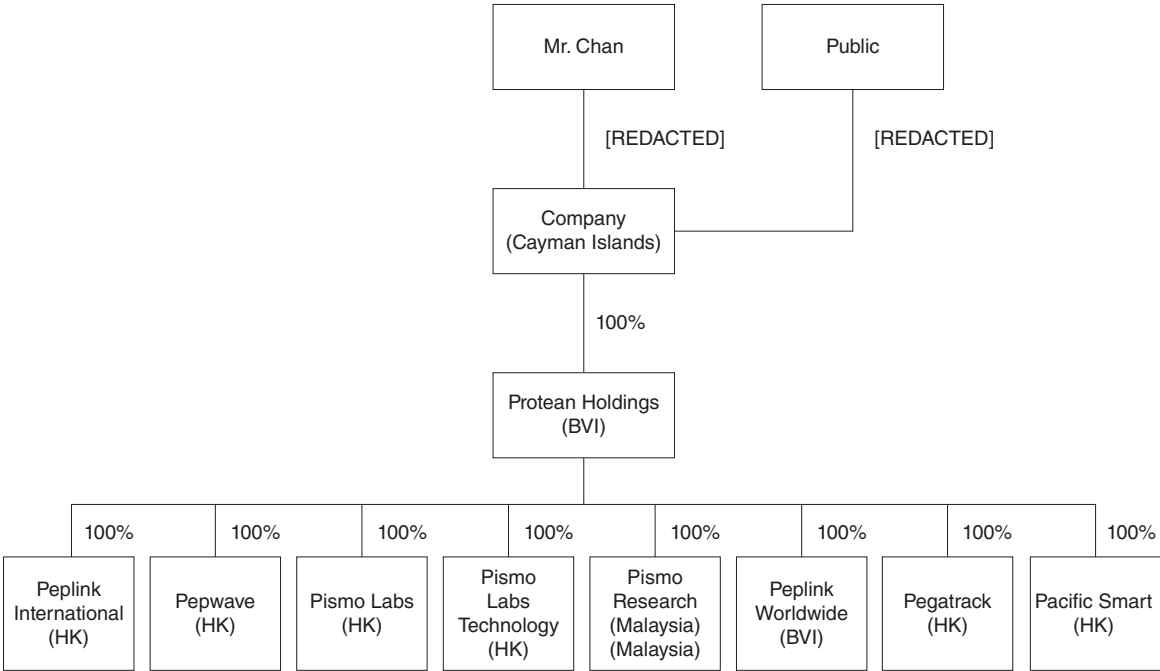 Mr. Chan
Public
[REDACTED]
[REDACTED]
Company
(Cayman Islands)
100%
Protean Holdings
(BVI)
100%
100%
100%
100%
100%
100%
100%
100%
Peplink
International
(HK)
Pepwave
(HK)
Pismo Labs
(HK)
Pismo
Labs
Technology
(HK)
Pismo
Research
(Malaysia)
(Malaysia)
Peplink
Worldwide
(BVI)
Pegatrack
(HK)
Pacific Smart
(HK)